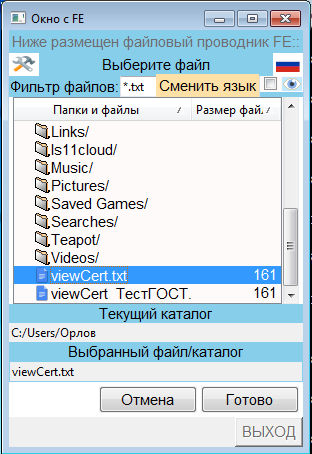 Окно с FE
Ниже размещен файловый проводник FE::
Выберите файл
Фильтр файлов: *.txt Сменить язык
Папки и файлы Размер фай
Links/
ls11cloud/
Music/
Pictures/
Saved Games/
Searches/
Teapot/
Videos/
viewCert.txt 161
viewCert_ТестГОСТ. 161
Текущий каталог
C:/Users/Орлов
Выбранный файл/каталог
viewCert.txt
Отмена Готово
ВЫХОД